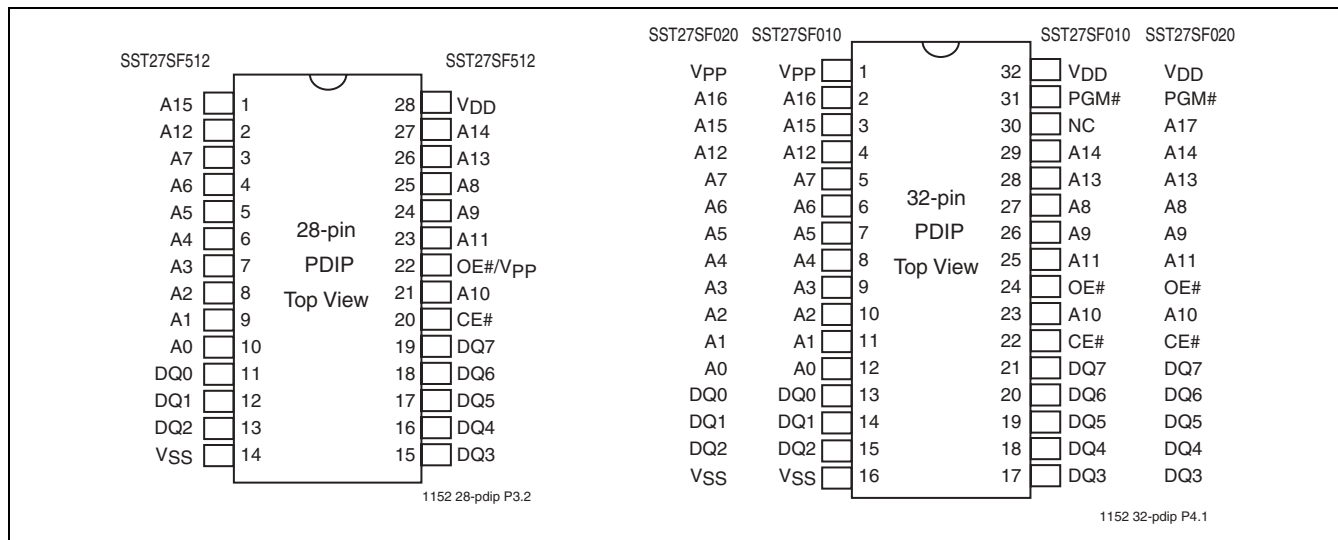 SST27SF512 SST27SF512
A15 1 28 VDD
A12 2 27 A14
A7 3 26 A13
A6 4 25 A8
A5 5 24 A9
A4 6 28-pin 23 A11
A3 7 PDIP 22 OE#/VPP
A2 8 Top View 21 A10
A1 9 20 CE#
A0 10 19 DQ7
DQ0 11 18 DQ6
DQ1 12 17 DQ5
DQ2 13 16 DQ4
VSS 14 15 DQ3
1152 28-pdip P3.2
SST27SF020 SST27SF010 SST27SF010 SST27SF020
VPP VPP 1 32 VDD VDD
A16 A16 2 31 PGM# PGM#
A15 A15 3 30 NC A17
A12 A12 4 29 A14 A14
A7 A7 5 28 A13 A13
A6 A6 6 32-pin 27 A8 A8
A5 A5 7 PDIP 26 A9 A9
A4 A4 8 Top View 25 A11 A11
A3 A3 9 24 OE# OE#
A2 A2 10 23 A10 A10
A1 A1 11 22 CE# CE#
A0 A0 12 21 DQ7 DQ7
DQ0 DQ0 13 20 DQ6 DQ6
DQ1 DQ1 14 19 DQ5 DQ5
DQ2 DQ2 15 18 DQ4 DQ4
VSS VSS 16 17 DQ3 DQ3
1152 32-pdip P4.1